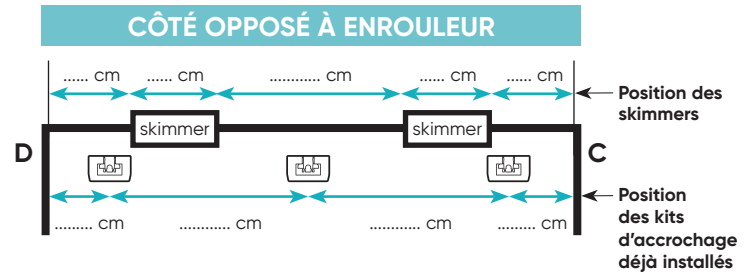 CÔTÉ OPPOSÉ À ENROULEUR
...... cm ...... cm ............ cm ...... cm ...... cm
Position des
skimmers
skimmer skimmer
D C
Position
des kits
d'accrochage
déjà installés
......... cm ............ cm ............ cm ......... cm